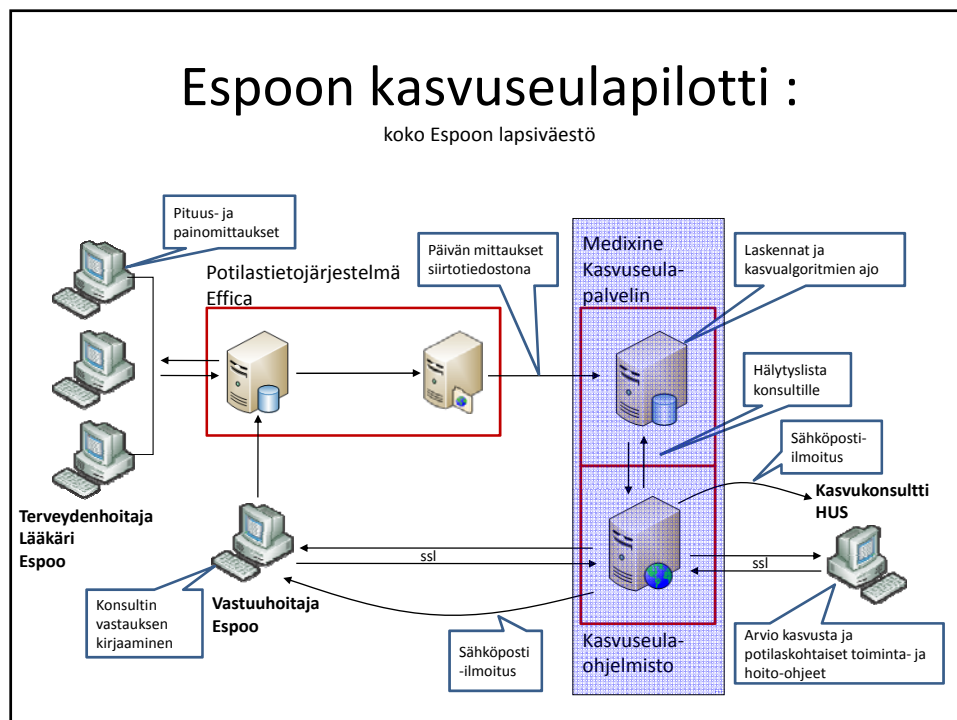 Espoon kasvuseulapilotti :
koko Espoon lapsiväestö
Pituus- ja
painomittaukset
Potilastietojärjestelmä
Effica
Päivän mittaukset
siirtotiedostona
Medixine
Kasvuseula-
palvelin
Laskennat ja
kasvualgoritmien ajo
Hälytyslista
konsultille
Sähköposti-
ilmoitus
Terveydenhoitaja
Lääkäri
Espoo
Kasvukonsultti
HUS
ssl
ssl
Konsultin
vastauksen
kirjaaminen
Vastuuhoitaja
Espoo
Sähköposti
-ilmoitus
Kasvuseula-
ohjelmisto
Arvio kasvusta ja
potilaskohtaiset toiminta- ja
hoito-ohjeet